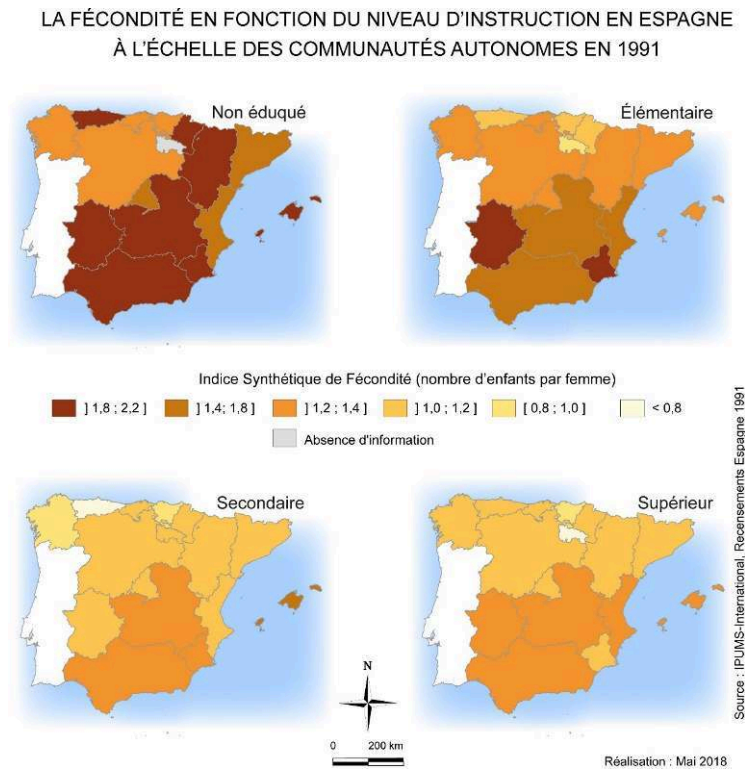 LA FÉCONDITÉ EN FONCTION DU NIVEAU D'INSTRUCTION EN ESPAGNE
À L'ÉCHELLE DES COMMUNAUTÉS AUTONOMES EN 1991
Non éduqué
Élémentaire
Indice Synthétique de Fécondité (nombre d'enfants par femme)
] 1,8 ; 2,2 ]
] 1,4; 1,8 ]
] 1,2 ; 1,4 ]
] 1,0 ; 1,2 ]
[ 0,8 ; 1,0 ]
< 0,8
Absence d'information
Secondaire
Supérieur
N
0 200 km
Source : IPUMS-International, Recensements Espagne 1991
Réalisation : Mai 2018